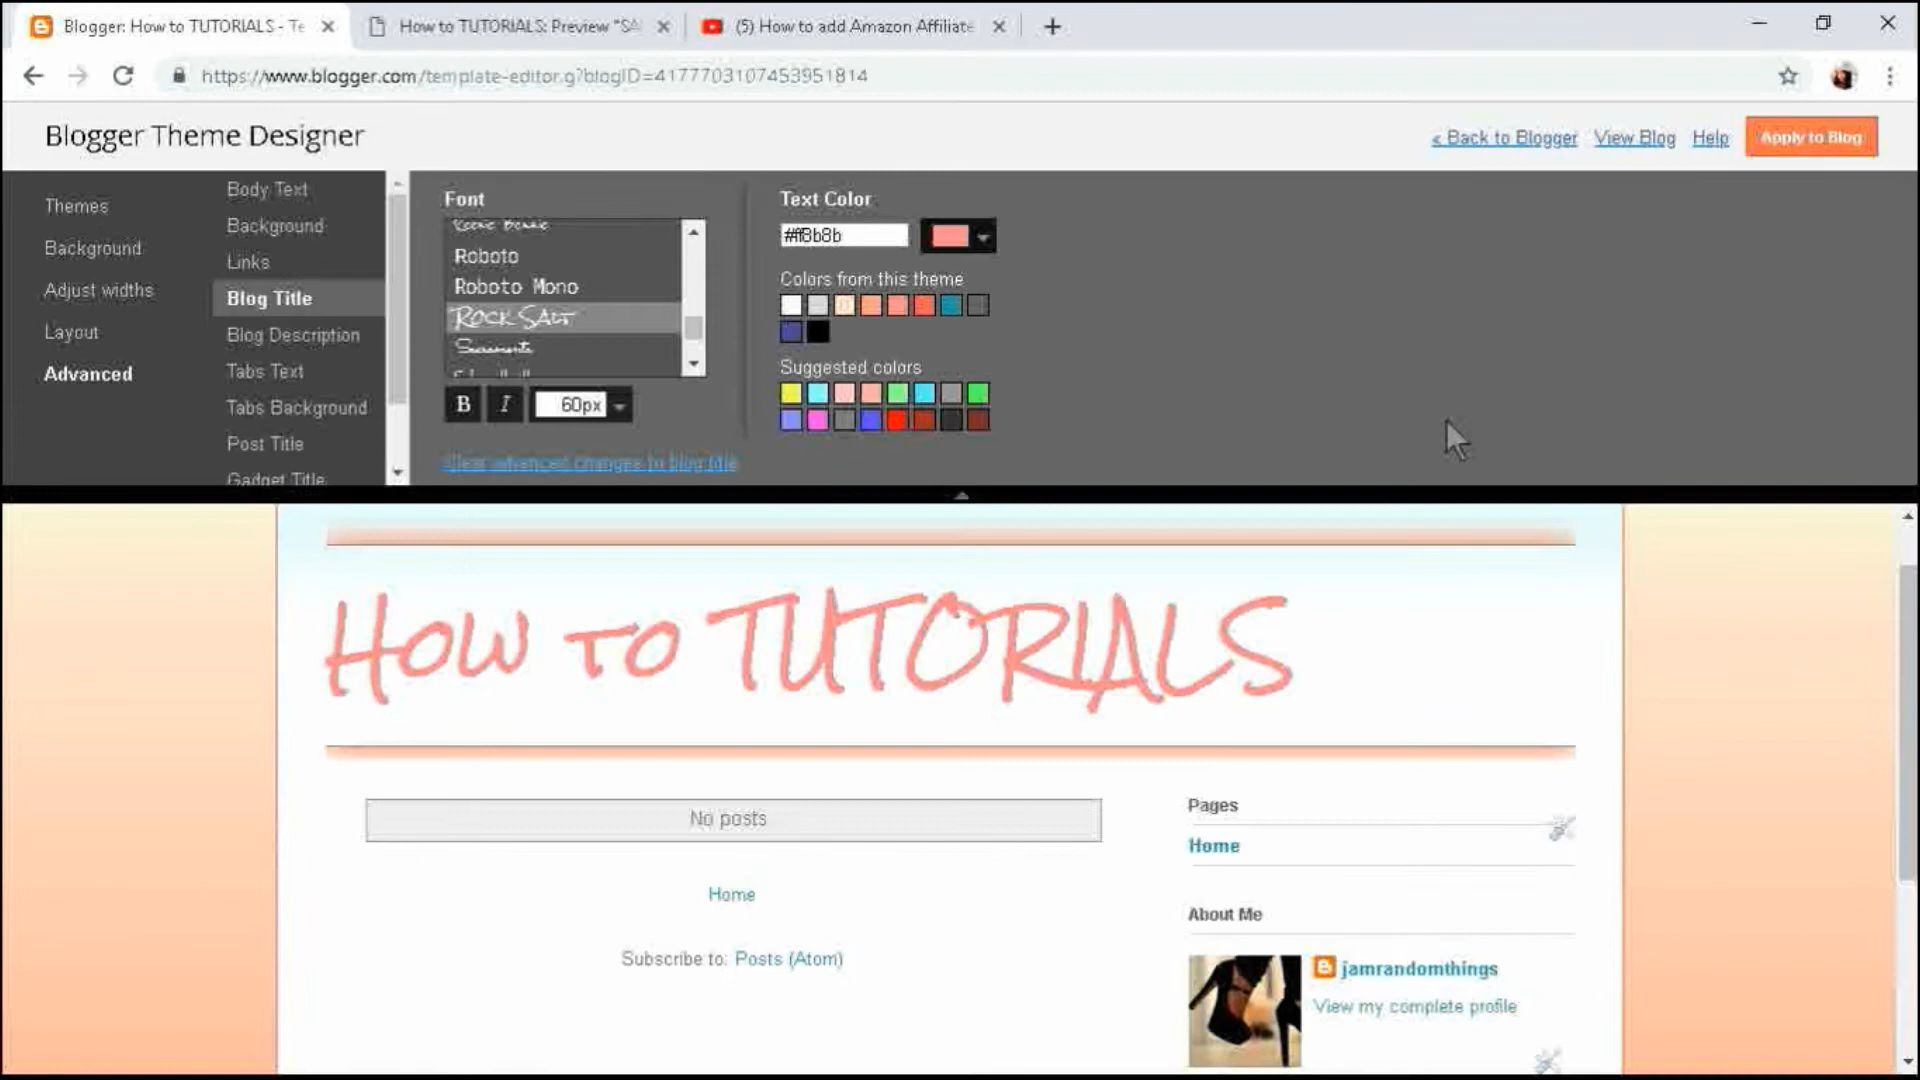 Blogger: How to TUTORIALS - Te
How to TUTORIALS: Preview "SA
(5) How to add Amazon Affiliate
https://www.blogger.com/template-editor.g?blogID=4177703107453951814
Blogger Theme Designer
« Back to Blogger View Blog Help Apply to Blog
Themes
Background
Adjust widths
Layout
Advanced
Body Text
Background
Links
Blog Title
Blog Description
Tabs Text
Tabs Background
Post Title
Gadget Title
Font
Roboto
Roboto Mono
Rock Salt
Sacramento
B I 60px
Clear advanced changes to blog title
Text Color
#ff8b8b
Colors from this theme
Suggested colors
How to TUTORIALS
No posts
Home
Subscribe to: Posts (Atom)
Pages
Home
About Me
jamrandomthings
View my complete profile